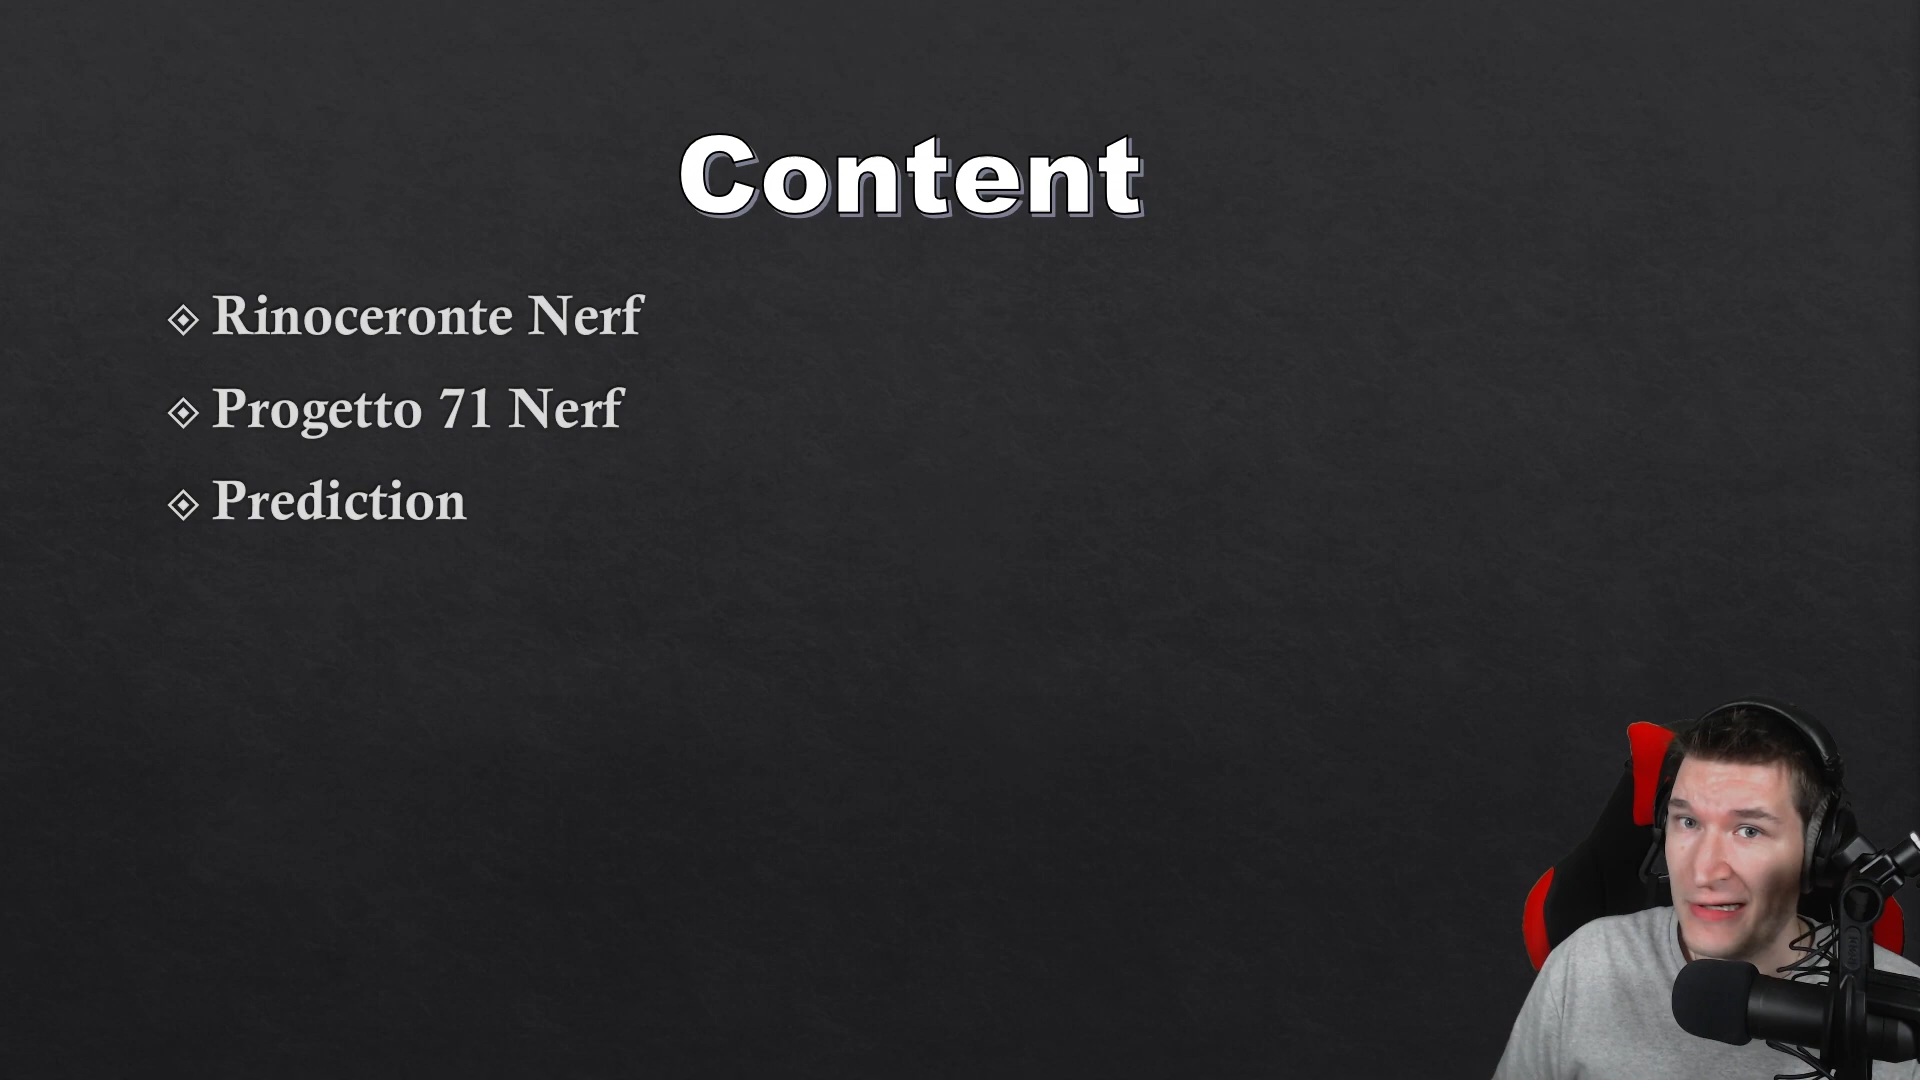 Content
Rinoceronte Nerf
Progetto 71 Nerf
Prediction